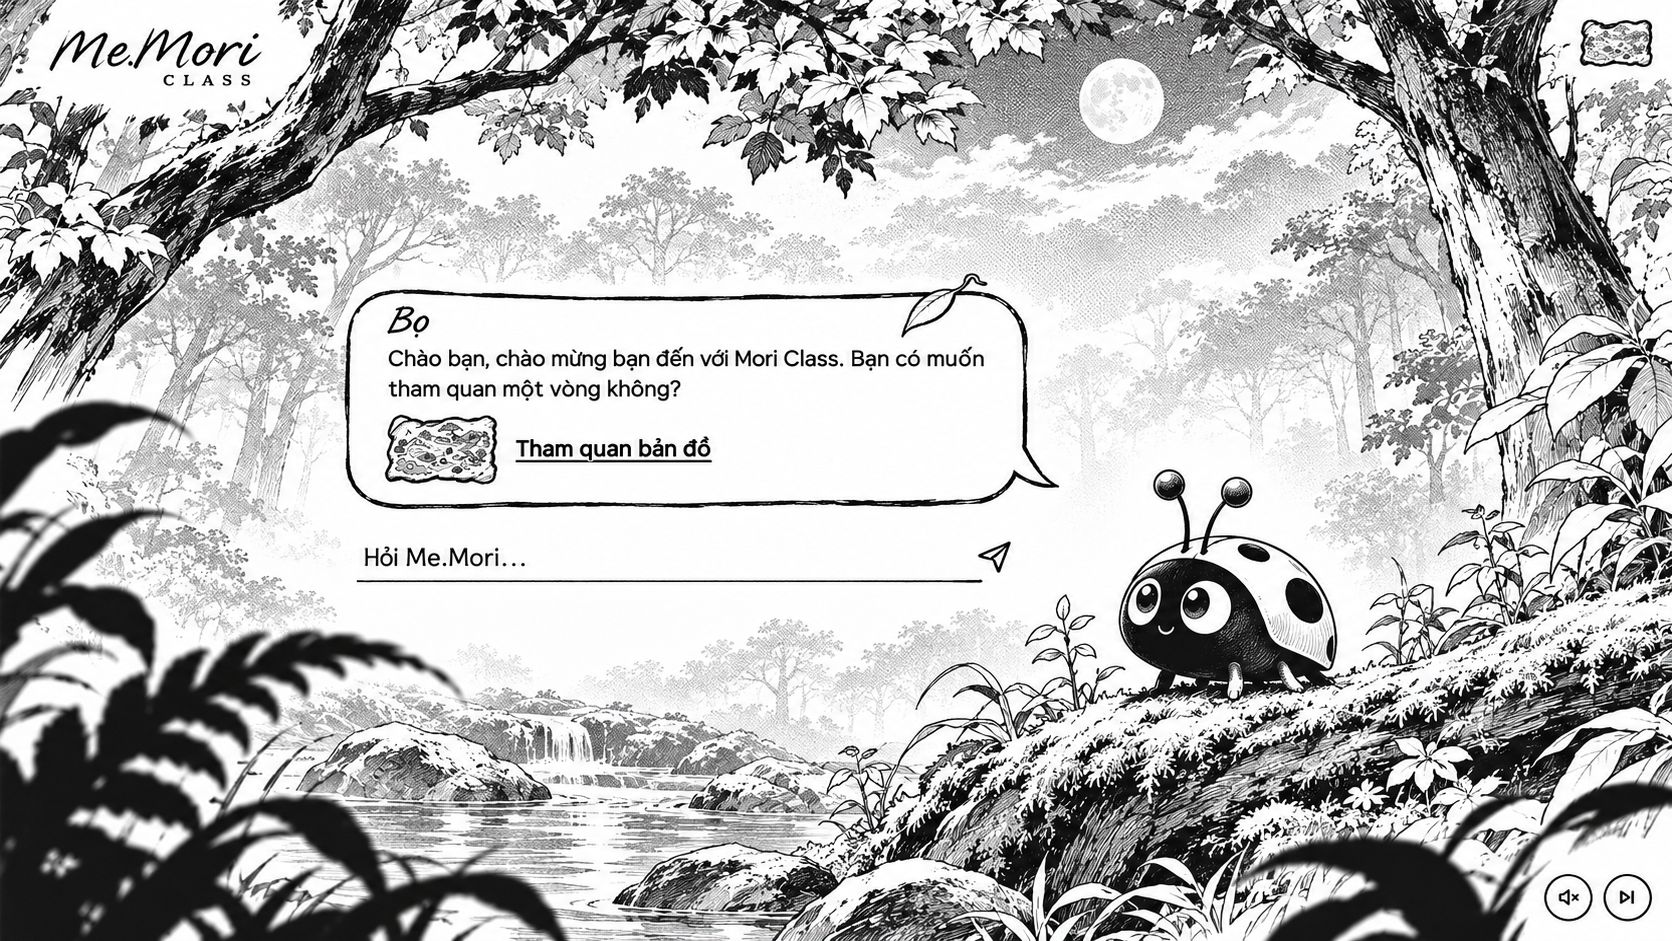 Me.Mori
CLASS
Bọ
Chào bạn, chào mừng bạn đến với Mori Class. Bạn có muốn
tham quan một vòng không?
Tham quan bản đồ
Hỏi Me.Mori...